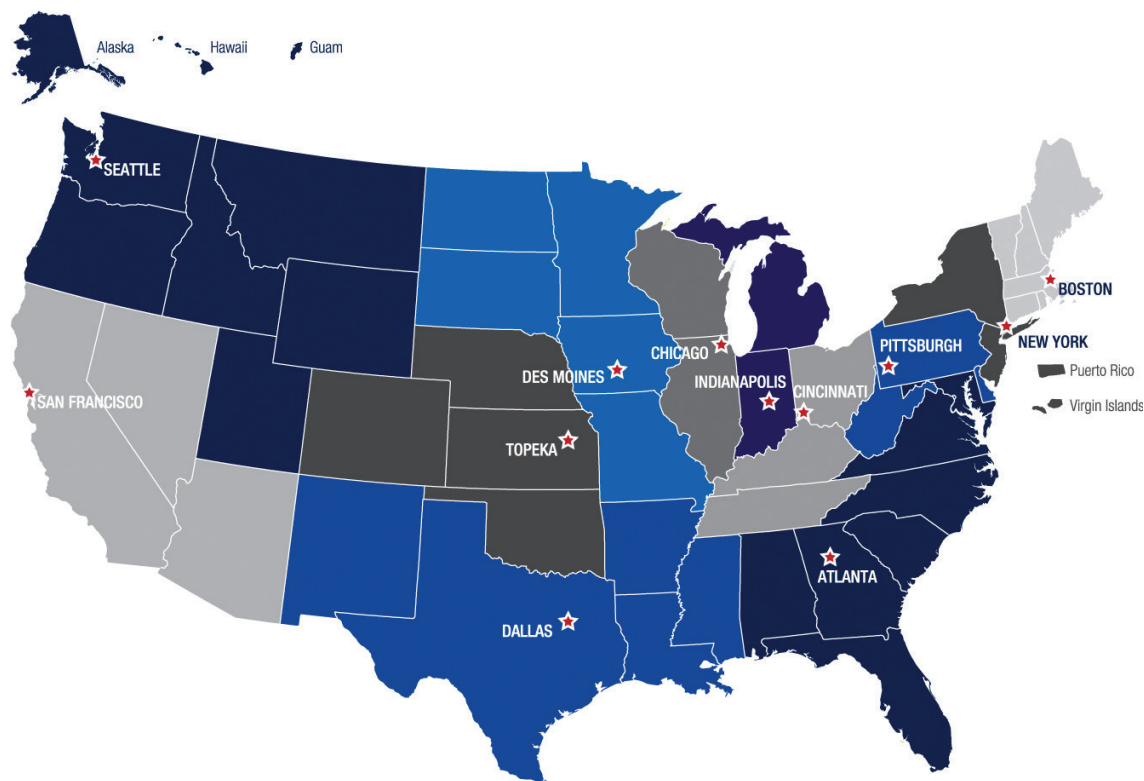 Alaska
Hawaii
Guam
SEATTLE
BOSTON
NEW YORK
PITTSBURGH
CHICAGO
Puerto Rico
DES MOINES
INDIANAPOLIS
CINCINNATI
SAN FRANCISCO
Virgin Islands
TOPEKA
ATLANTA
DALLAS